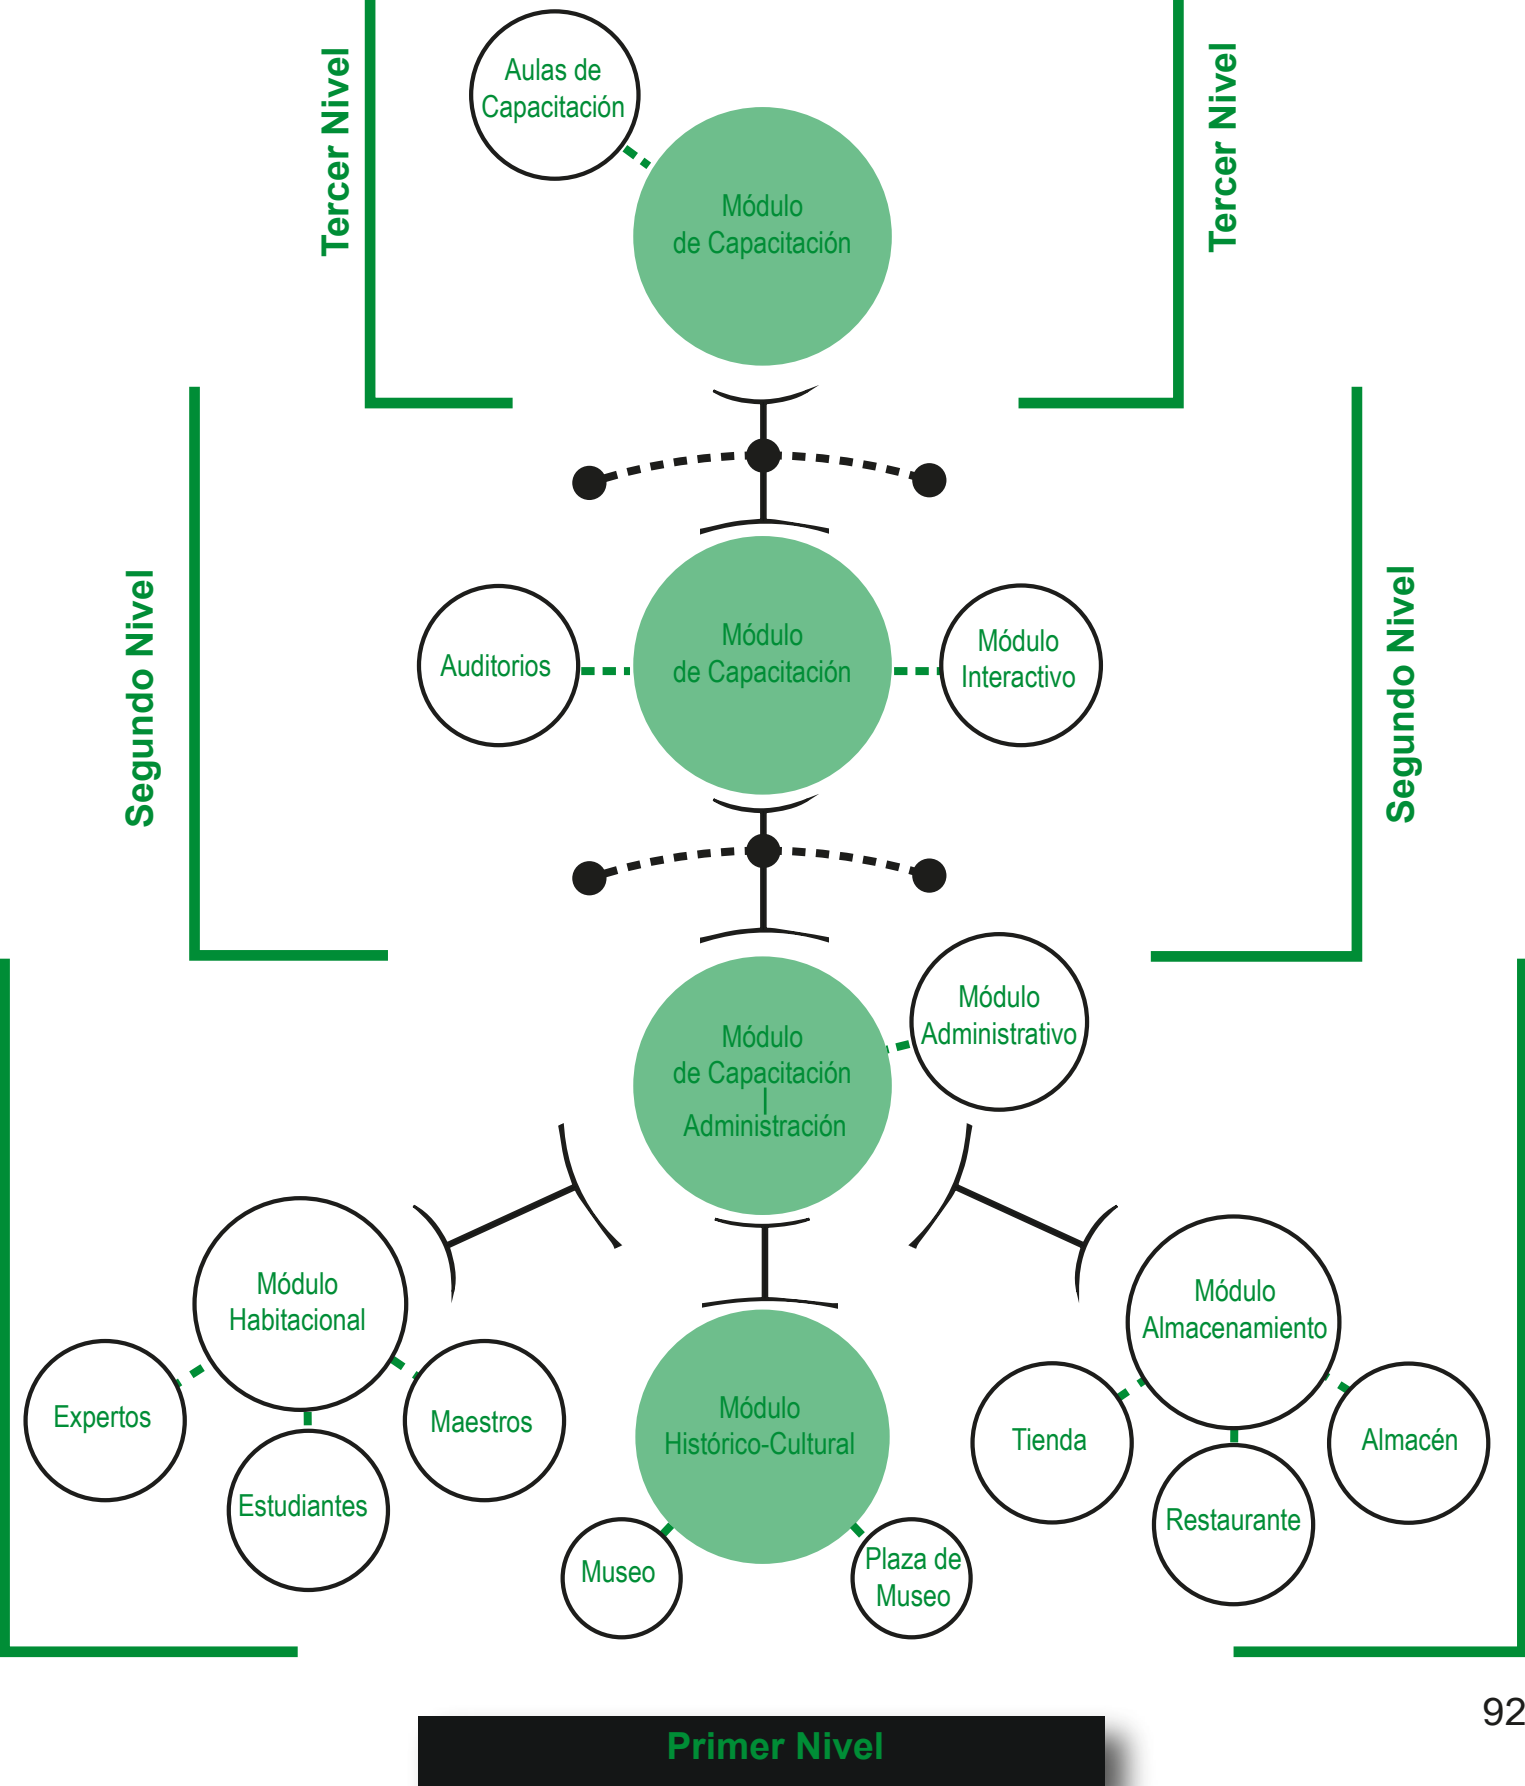 Tercer Nivel
Tercer Nivel
Aulas de
Capacitación
Módulo
de Capacitación
Segundo Nivel
Segundo Nivel
Auditorios
Módulo
de Capacitación
Módulo
Interactivo
Módulo
Administrativo
Módulo
de Capacitación
|
Administración
Módulo
Habitacional
Expertos
Estudiantes
Maestros
Módulo
Histórico-Cultural
Museo
Plaza de
Museo
Módulo
Almacenamiento
Tienda
Restaurante
Almacén
92
Primer Nivel